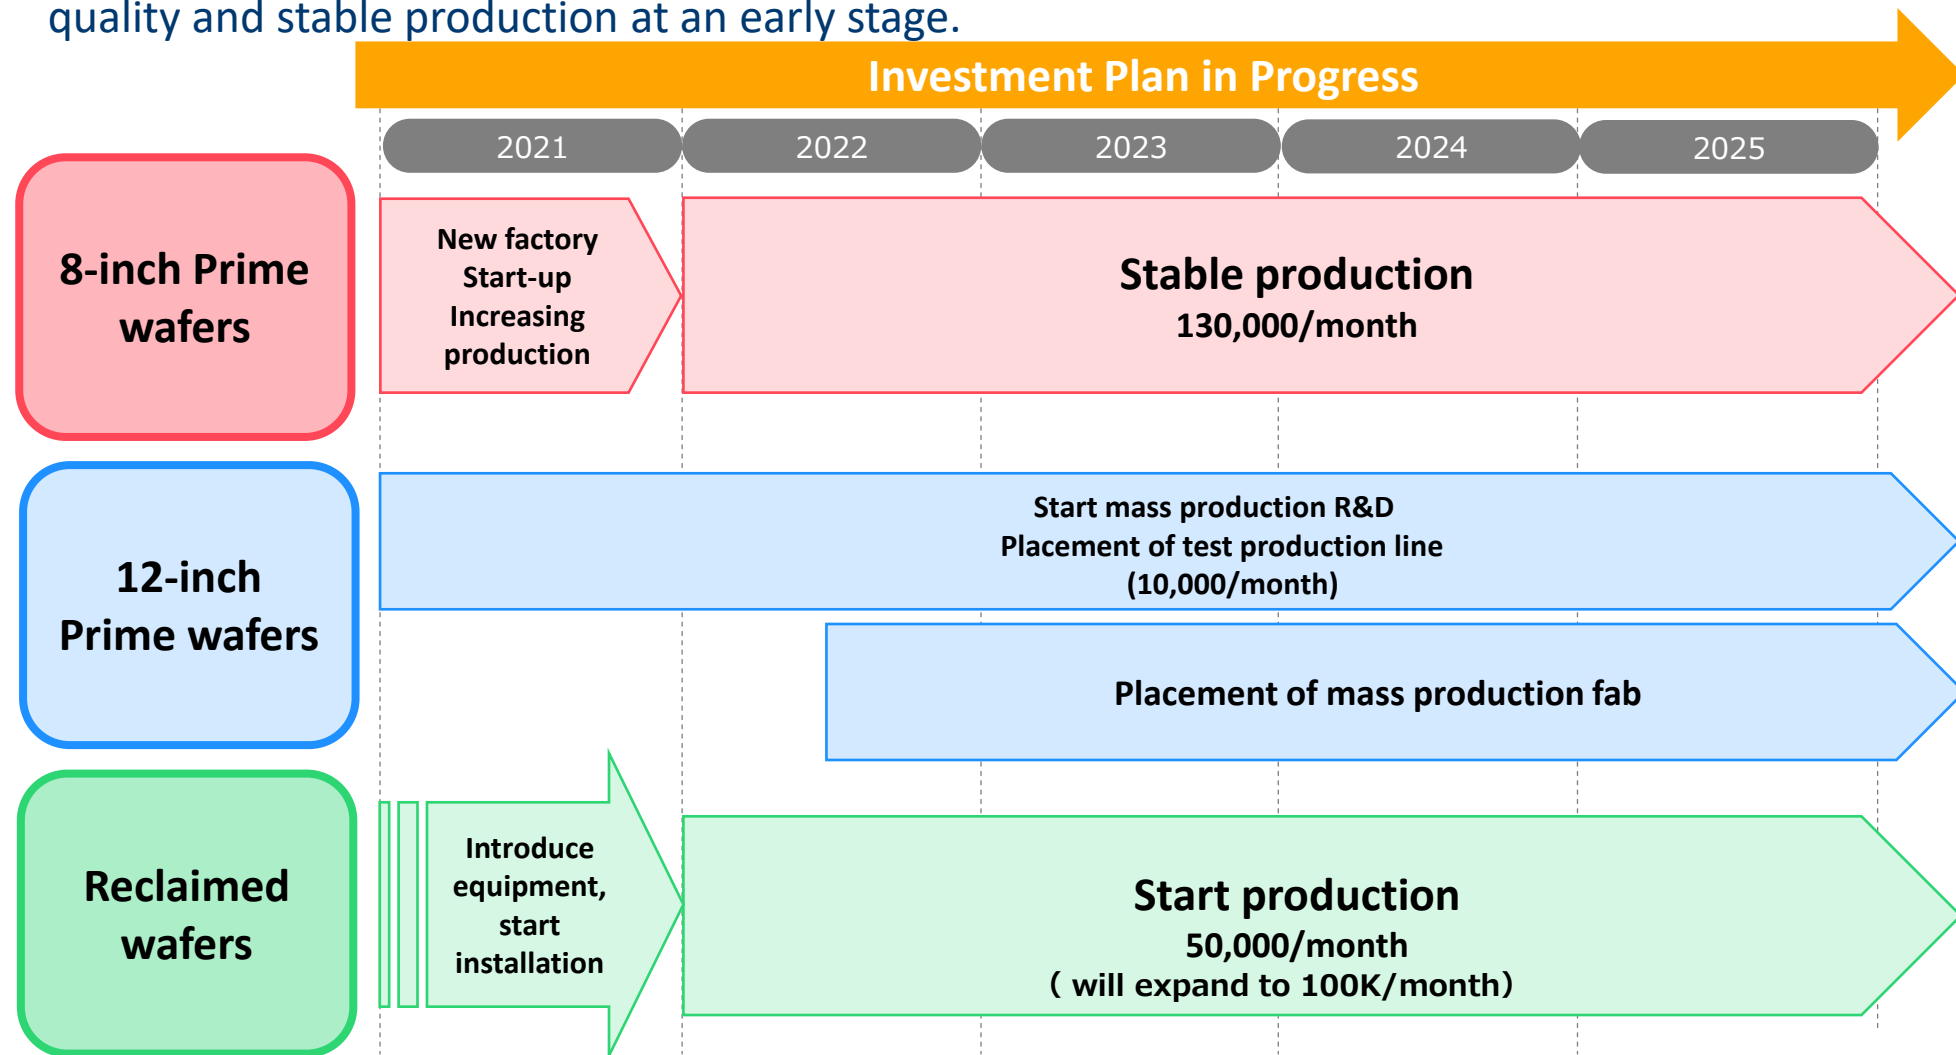 quality and stable production at an early stage.
Investment Plan in Progress
2021
2022
2023
2024
2025
8-inch Prime
wafers
New factory
Start-up
Increasing
production
Stable production
130,000/month
12-inch
Prime wafers
Start mass production R&D
Placement of test production line
(10,000/month)
Placement of mass production fab
Reclaimed
wafers
Introduce
equipment,
start
installation
Start production
50,000/month
( will expand to 100K/month)